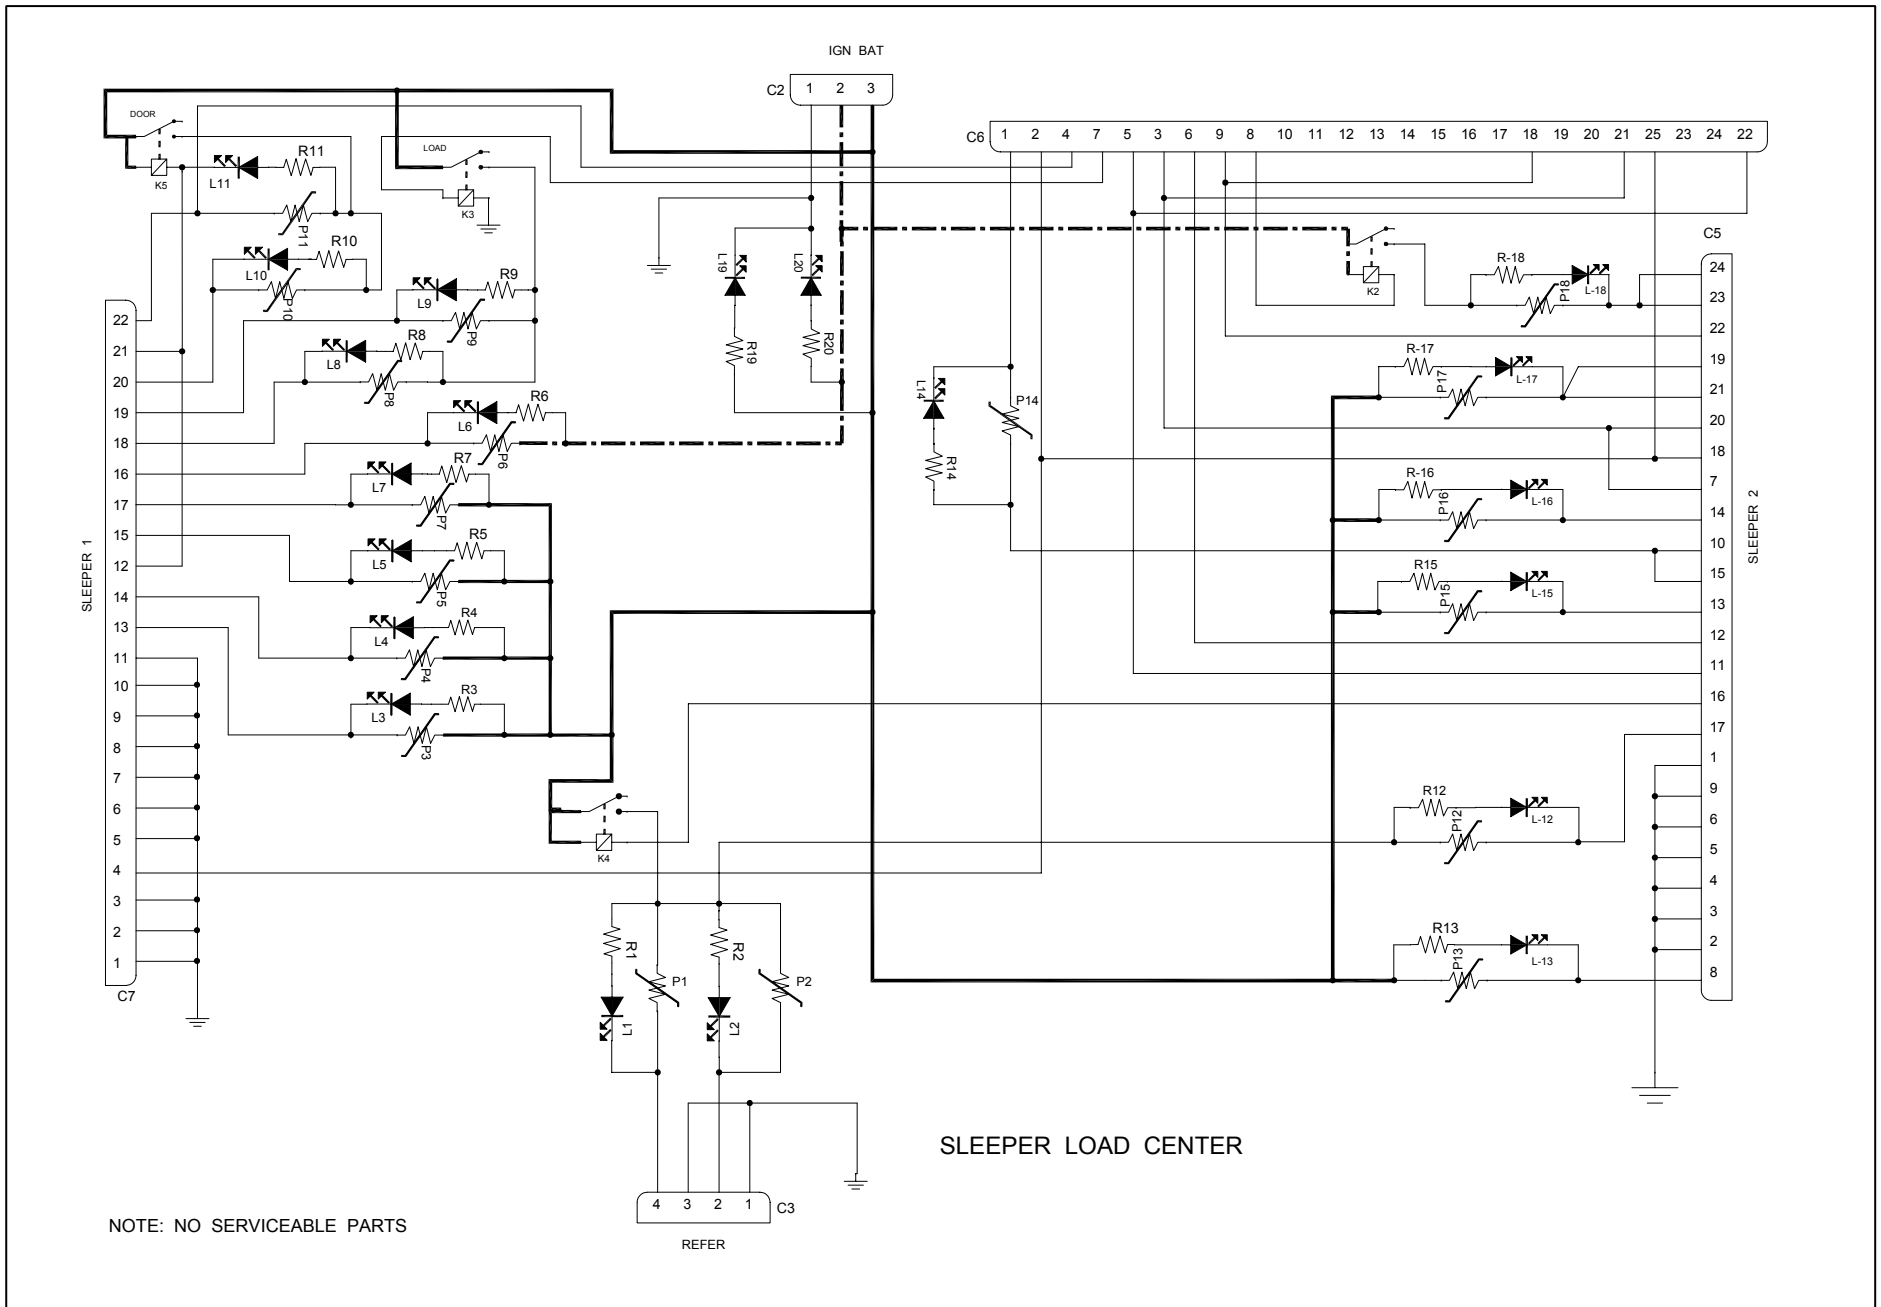 IGN BAT
C2 1 2 3
DOOR
LOAD
C6 1 2 4 7 5 3 6 9 8 10 11 12 13 14 15 16 17 18 19 20 21 25 23 24 22
R11
L11
K5
K3
P11
R10
L10
P10
R9
L9
P9
R8
L8
P8
R6
L6
P6
R7
L7
P7
R5
L5
P5
R4
L4
P4
R3
L3
P3
L19
L20
R19
R20
L14
P14
R14
K2
R-18
P18
L-18
R-17
P17
L-17
R-16
P16
L-16
R15
P15
L-15
R12
P12
L-12
R13
P13
L-13
C5
24
23
22
19
21
20
18
7
14
10
15
13
12
11
16
17
1
9
6
5
4
3
2
8
SLEEPER 2
SLEEPER 1
22
21
20
19
18
16
17
15
12
14
13
11
10
9
8
7
6
5
4
3
2
1
C7
K4
R1
P1
R2
P2
L1
L2
4 3 2 1 C3
REFER
SLEEPER LOAD CENTER
NOTE: NO SERVICEABLE PARTS